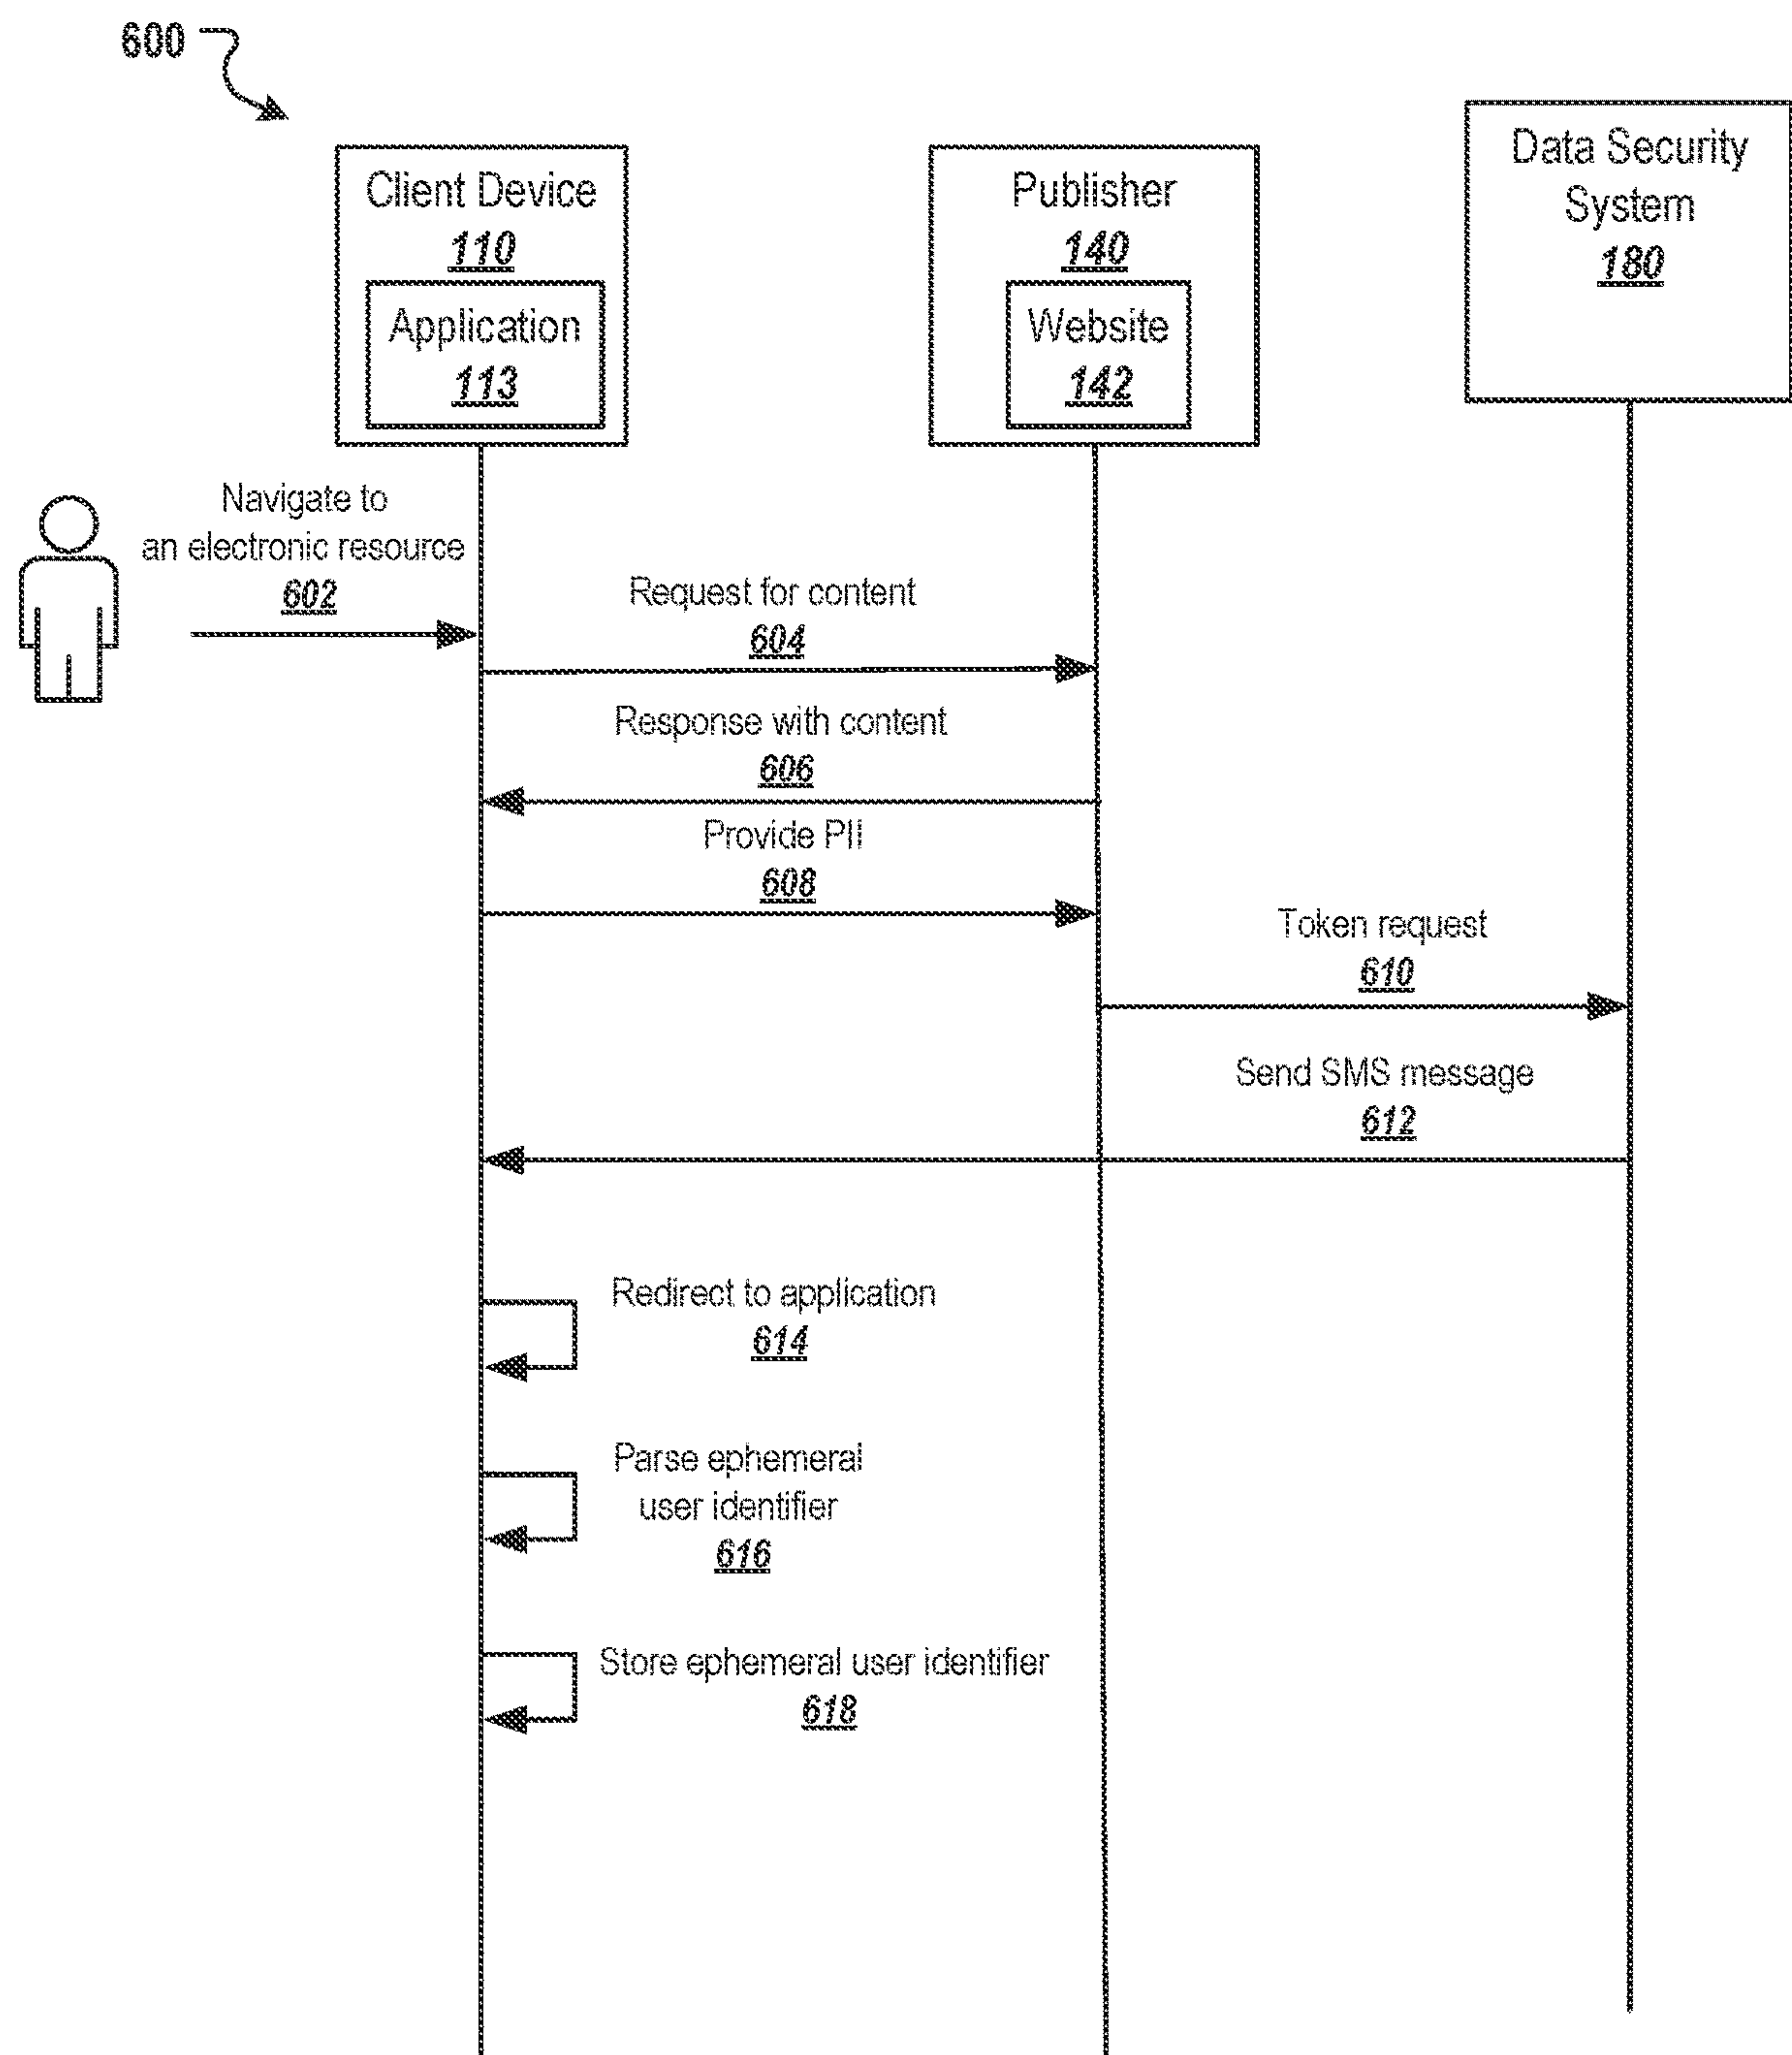 600
Client Device
110
Application
113
Publisher
140
Website
142
Data Security
System
180
Navigate to
an electronic resource
602
Request for content
604
Response with content
606
Provide PII
608
Token request
610
Send SMS message
612
Redirect to application
614
Parse ephemeral
user identifier
616
Store ephemeral user identifier
618